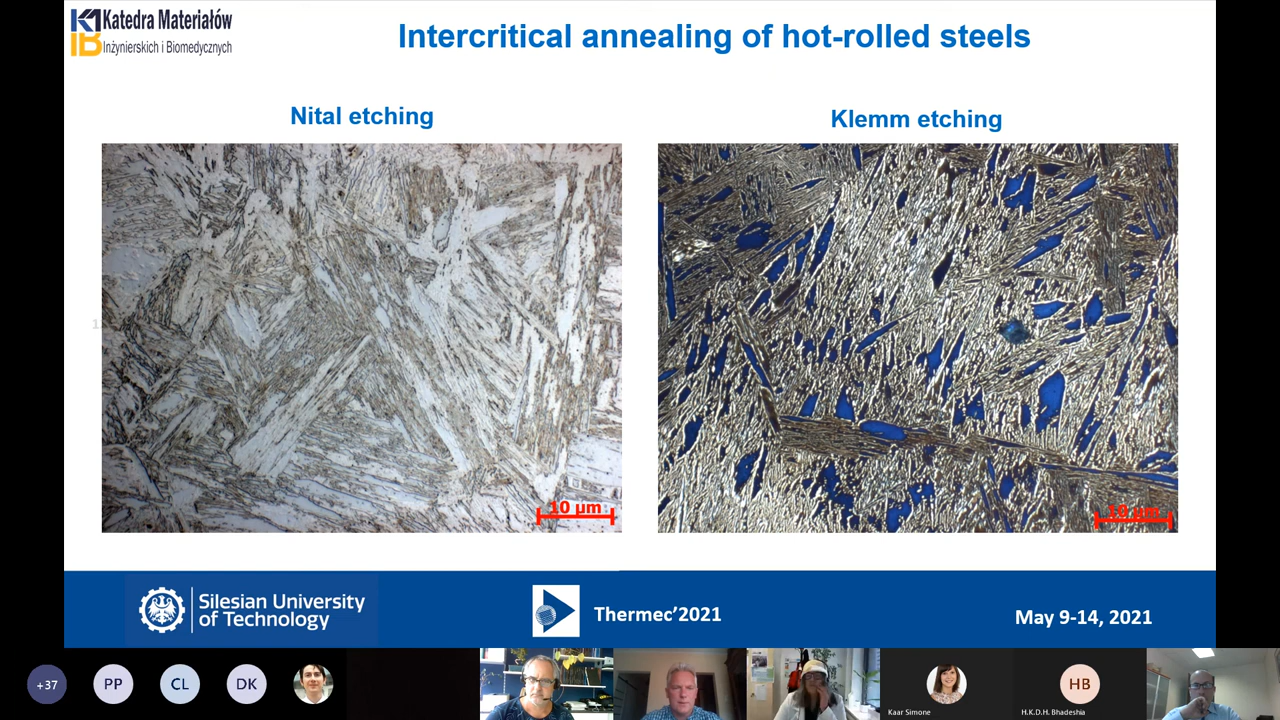 Katedra Materiałów
Inżynierskich i Biomedycznych
Intercritical annealing of hot-rolled steels
Nital etching
Klemm etching
10 µm
10 µm
Silesian University
of Technology
Thermec'2021
May 9-14, 2021
+37
PP
CL
DK
Kaar Simone
HB
H.K.D.H. Bhadeshia